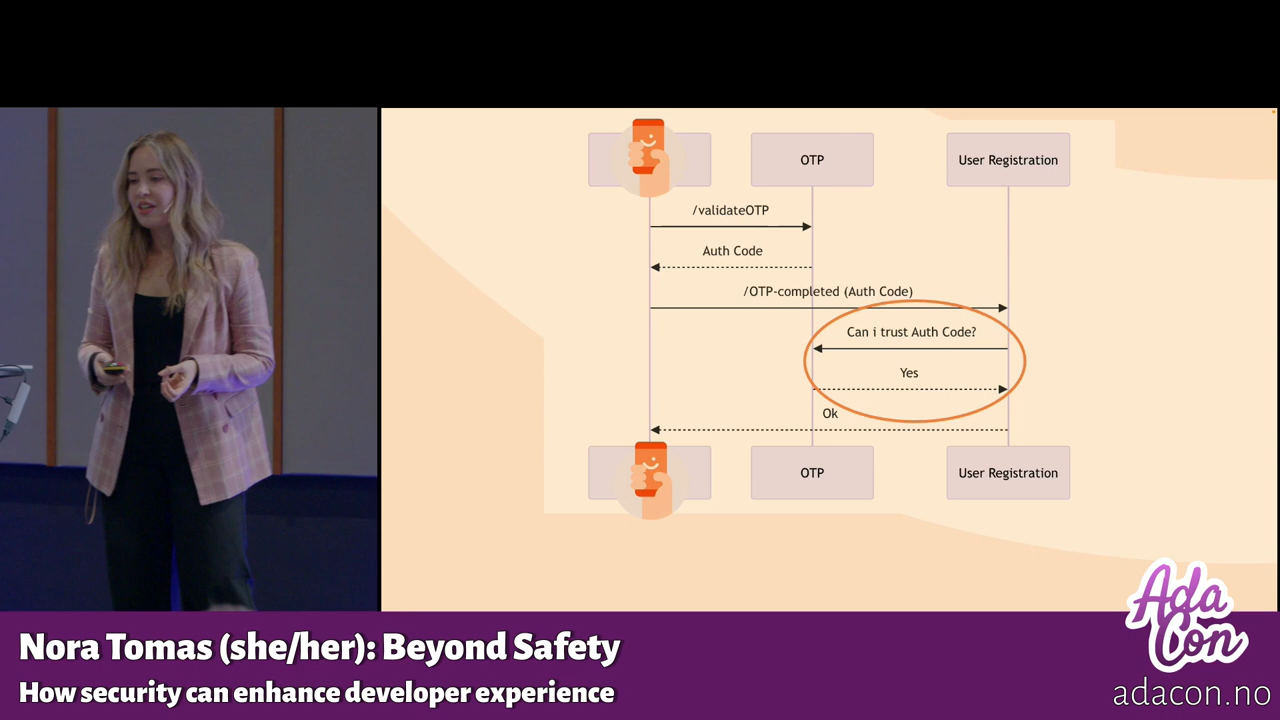 OTP
User Registration
/validateOTP
Auth Code
/OTP-completed (Auth Code)
Can i trust Auth Code?
Yes
Ok
OTP
User Registration
Ada
Con
Nora Tomas (she/her): Beyond Safety
How security can enhance developer experience
adacon.no